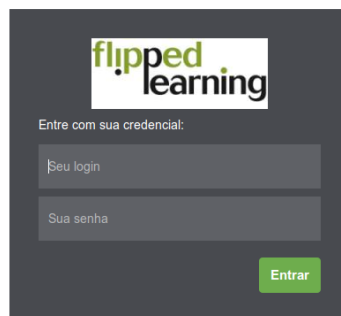 flipped
learning
Entre com sua credencial:
Seu login
Sua senha
Entrar